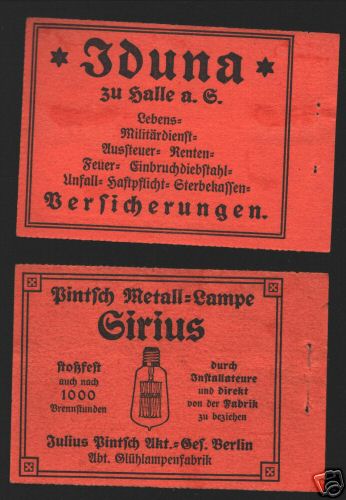 * Iduna *
zu Halle a. S.
Lebens-
Militärdienst-
Aussteuer- Renten-
Feuer- Einbruchdiebstahl-
Unfall- Haftpflicht- Sterbekassen-
Versicherungen.
Pintsch Metall-Lampe
Sirius
stoßfest
auch nach
1000
Brennstunden
durch
Installateure
und direkt
von der Fabrik
zu beziehen
Julius Pintsch Akt.-Ges. Berlin
Abt. Glühlampenfabrik